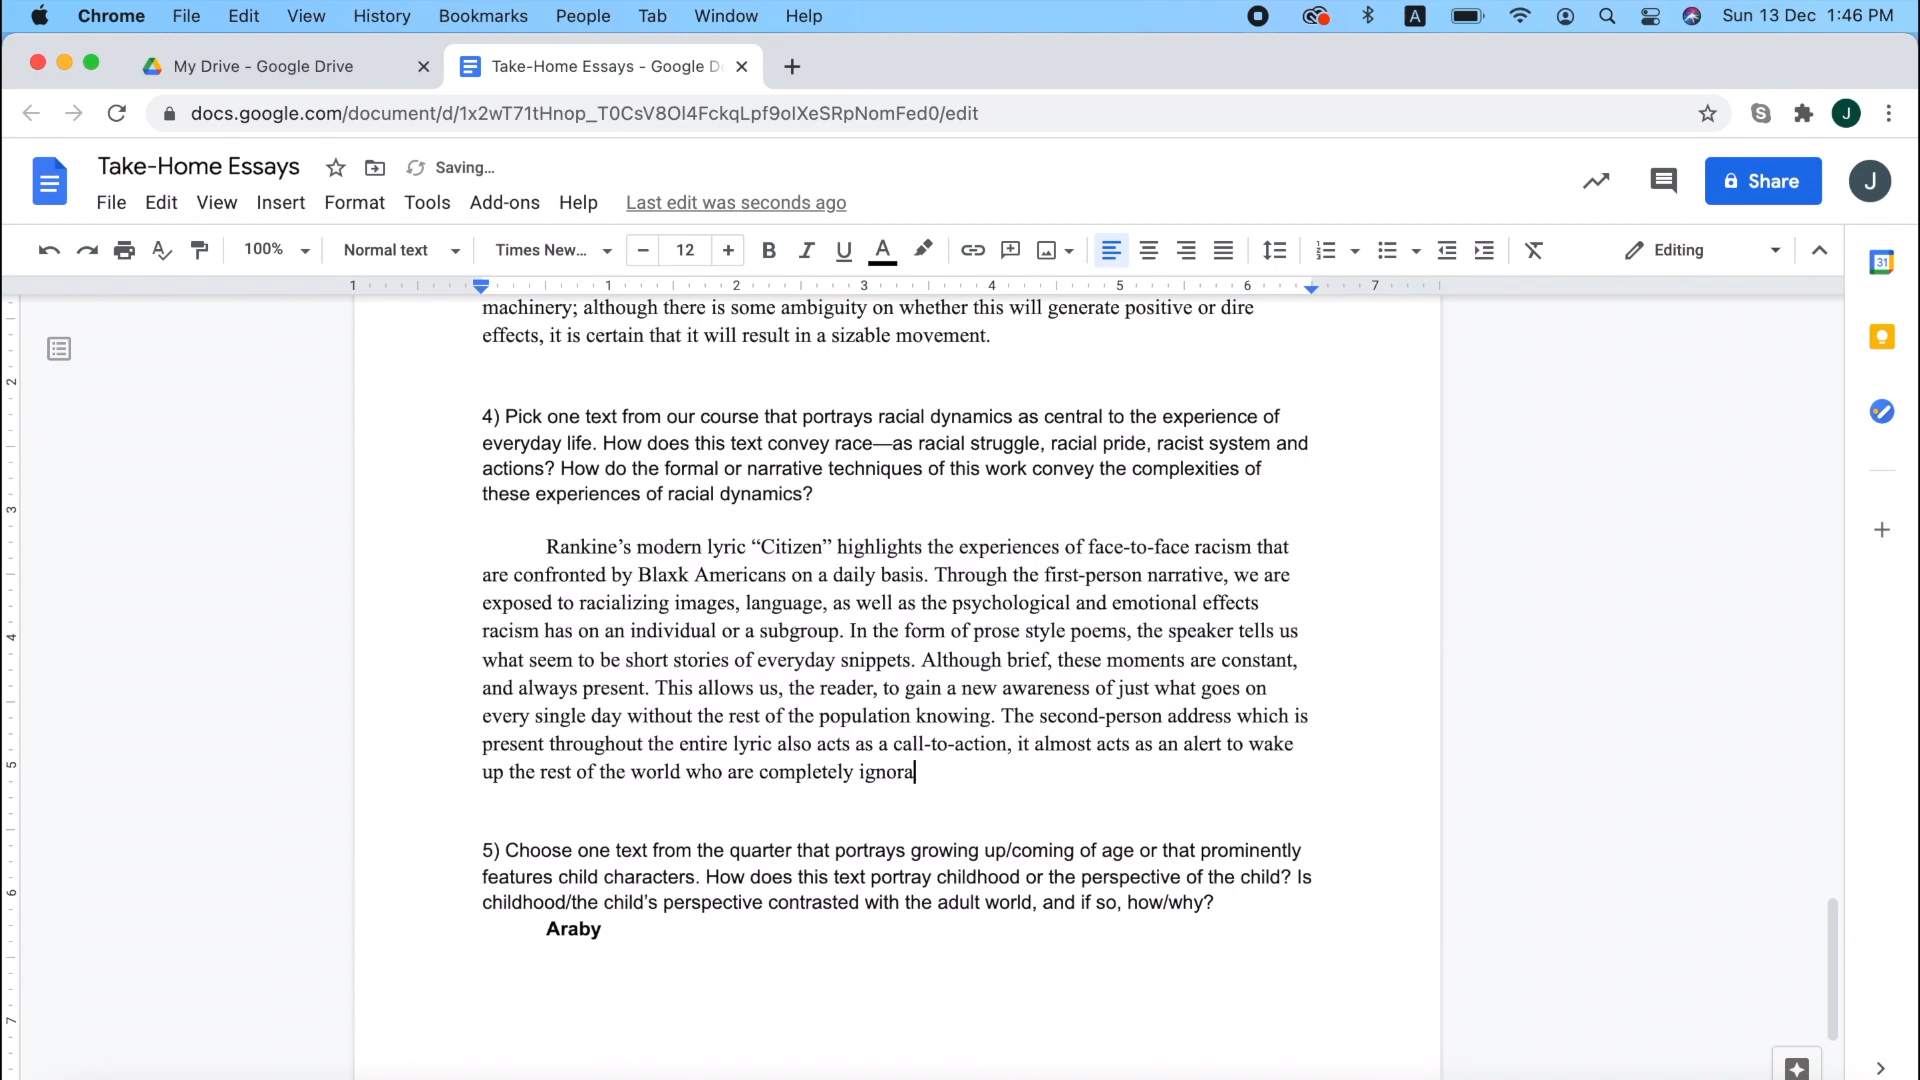 Chrome File Edit View History Bookmarks People Tab Window Help A Sun 13 Dec 1:46 PM
My Drive - Google Drive Take-Home Essays - Google D
docs.google.com/document/d/1x2wT71tHnop_T0CsV8Ol4FckqLpf9oIXeSRpNomFed0/edit J
Take-Home Essays Saving... Share J
File Edit View Insert Format Tools Add-ons Help Last edit was seconds ago
100% Normal text Times New... 12 B I U A Editing 31
1 1 2 3 4 5 6 7
machinery; although there is some ambiguity on whether this will generate positive or dire
effects, it is certain that it will result in a sizable movement.
2
4) Pick one text from our course that portrays racial dynamics as central to the experience of
everyday life. How does this text convey race—as racial struggle, racial pride, racist system and
actions? How do the formal or narrative techniques of this work convey the complexities of
these experiences of racial dynamics?
3
Rankine’s modern lyric “Citizen” highlights the experiences of face-to-face racism that
are confronted by Blaxk Americans on a daily basis. Through the first-person narrative, we are
exposed to racializing images, language, as well as the psychological and emotional effects
racism has on an individual or a subgroup. In the form of prose style poems, the speaker tells us
4
what seem to be short stories of everyday snippets. Although brief, these moments are constant,
and always present. This allows us, the reader, to gain a new awareness of just what goes on
every single day without the rest of the population knowing. The second-person address which is
present throughout the entire lyric also acts as a call-to-action, it almost acts as an alert to wake
5
up the rest of the world who are completely ignora
5) Choose one text from the quarter that portrays growing up/coming of age or that prominently
features child characters. How does this text portray childhood or the perspective of the child? Is
6
childhood/the child’s perspective contrasted with the adult world, and if so, how/why?
Araby
7